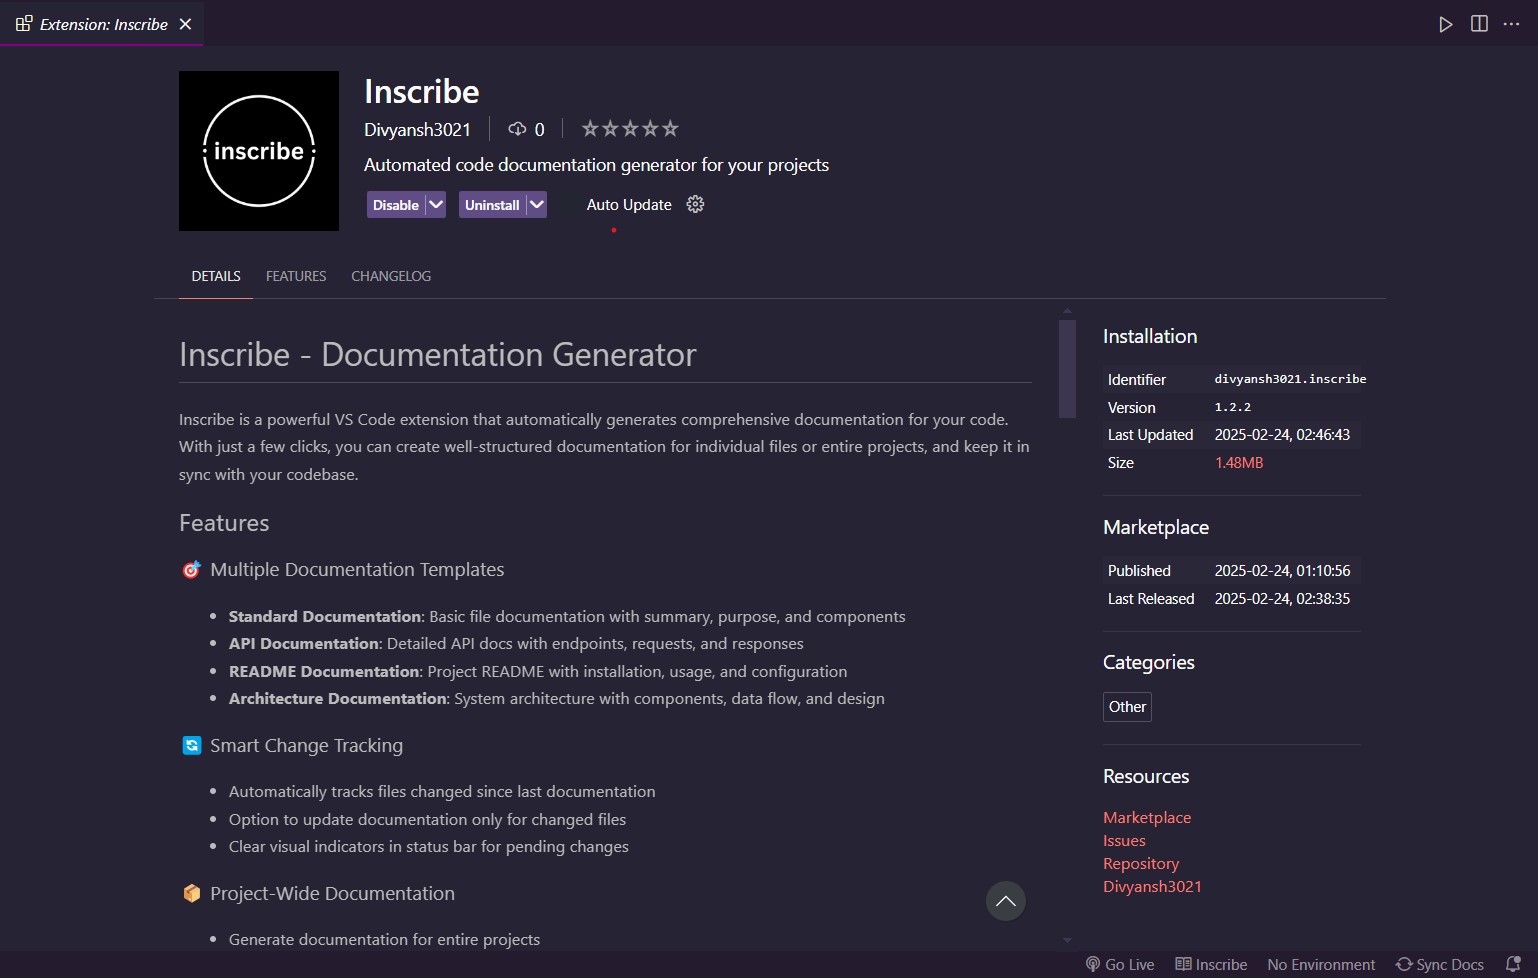 Extension: Inscribe
inscribe
Inscribe
Divyansh3021 0
Automated code documentation generator for your projects
Disable Uninstall Auto Update
DETAILS FEATURES CHANGELOG
Inscribe - Documentation Generator
Inscribe is a powerful VS Code extension that automatically generates comprehensive documentation for your code.
With just a few clicks, you can create well-structured documentation for individual files or entire projects, and keep it in
sync with your codebase.
Features
🎯 Multiple Documentation Templates
• Standard Documentation: Basic file documentation with summary, purpose, and components
• API Documentation: Detailed API docs with endpoints, requests, and responses
• README Documentation: Project README with installation, usage, and configuration
• Architecture Documentation: System architecture with components, data flow, and design
🔄 Smart Change Tracking
• Automatically tracks files changed since last documentation
• Option to update documentation only for changed files
• Clear visual indicators in status bar for pending changes
📦 Project-Wide Documentation
• Generate documentation for entire projects
Installation
Identifier divyansh3021.inscribe
Version 1.2.2
Last Updated 2025-02-24, 02:46:43
Size 1.48MB
Marketplace
Published 2025-02-24, 01:10:56
Last Released 2025-02-24, 02:38:35
Categories
Other
Resources
Marketplace
Issues
Repository
Divyansh3021
Go Live Inscribe No Environment Sync Docs